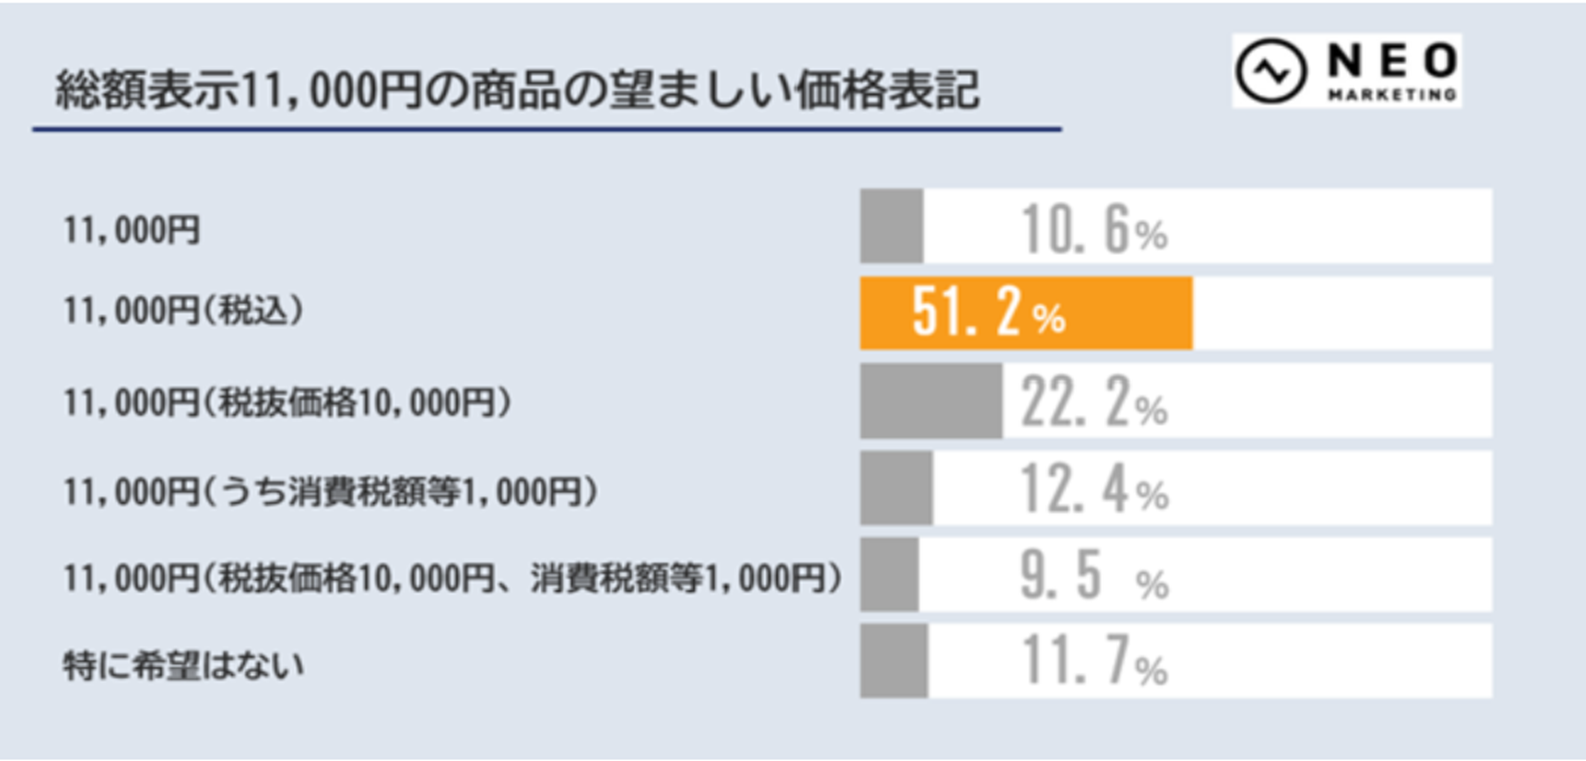 総額表示11,000円の商品の望ましい価格表記
NEO
MARKETING
11,000円 10.6%
11,000円(税込) 51.2%
11,000円(税抜価格10,000円) 22.2%
11,000円(うち消費税額等1,000円) 12.4%
11,000円(税抜価格10,000円、消費税額等1,000円) 9.5%
特に希望はない 11.7%